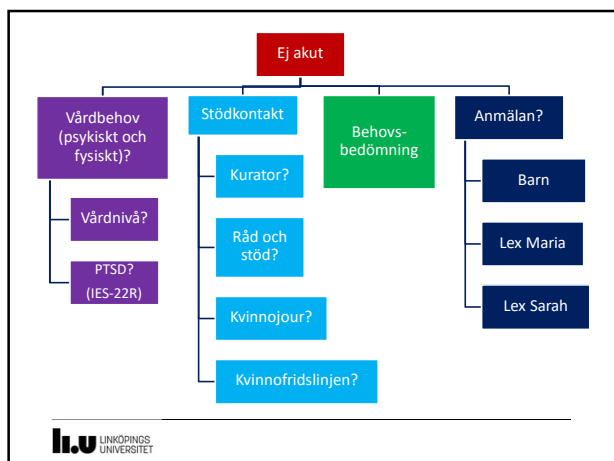 Ej akut
Vårdbehov
(psykiskt och
fysiskt)?
Vårdnivå?
PTSD?
(IES-22R)
Stödkontakt
Kurator?
Råd och
stöd?
Kvinnojour?
Kvinnofridslinjen?
Behovs-
bedömning
Anmälan?
Barn
Lex Maria
Lex Sarah
LiU LINKÖPINGS
UNIVERSITET